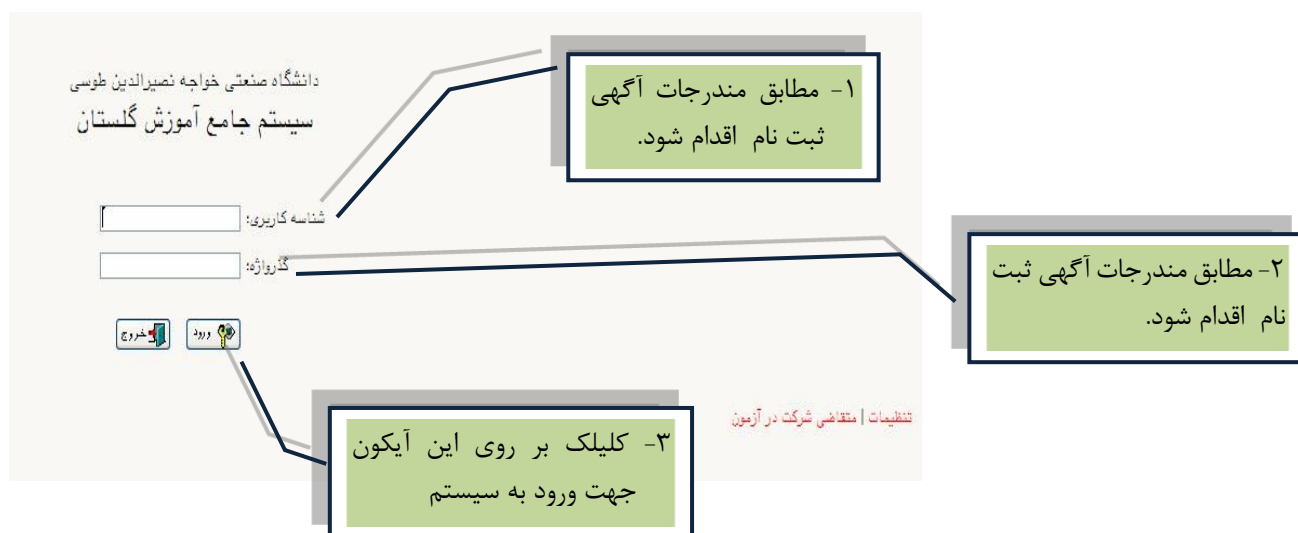 دانشگاه صنعتی خواجه نصیرالدین طوسی
سیستم جامع آموزش گلستان
۱- مطابق مندرجات آگهی
ثبت نام اقدام شود.
شناسه کاربری:
گذرواژه:
۲- مطابق مندرجات آگهی ثبت
نام اقدام شود.
ورود
خروج
تنظیمات | متقاضی شرکت در آزمون
۳- کلیلک بر روی این آیکون
جهت ورود به سیستم